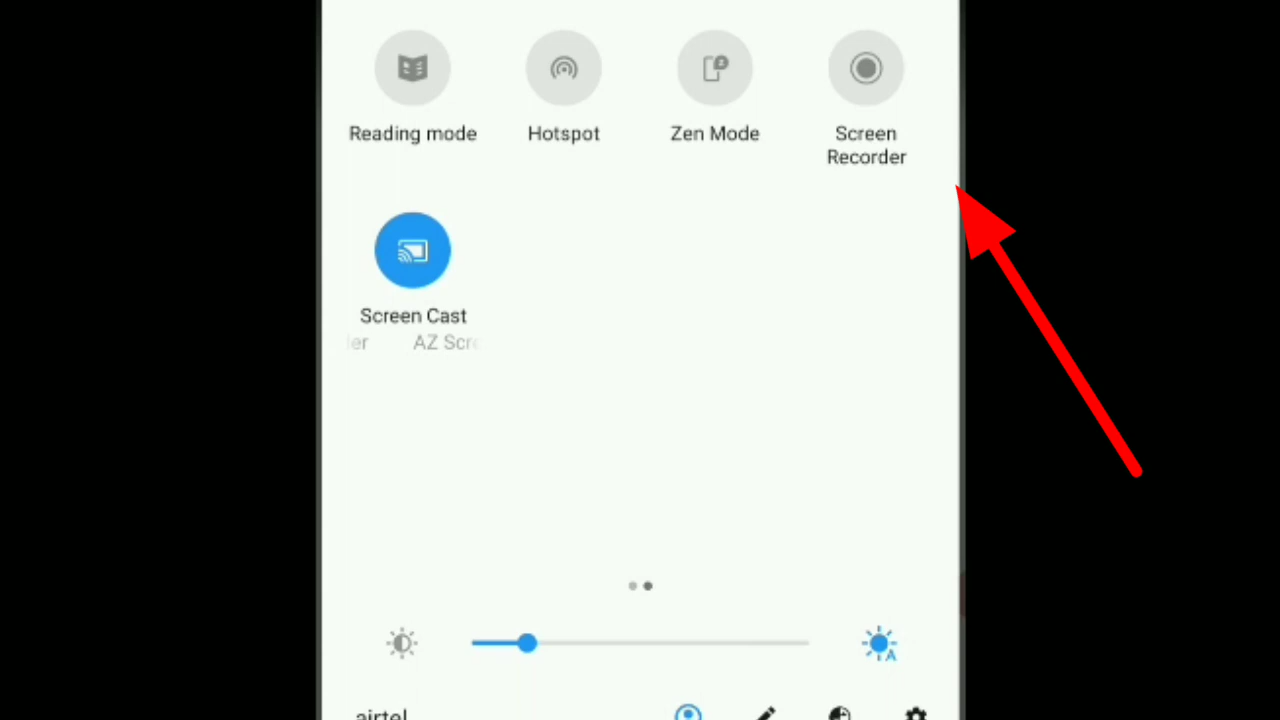 Reading mode
Hotspot
Zen Mode
Screen
Recorder
Screen Cast
AZ Scre
airtel